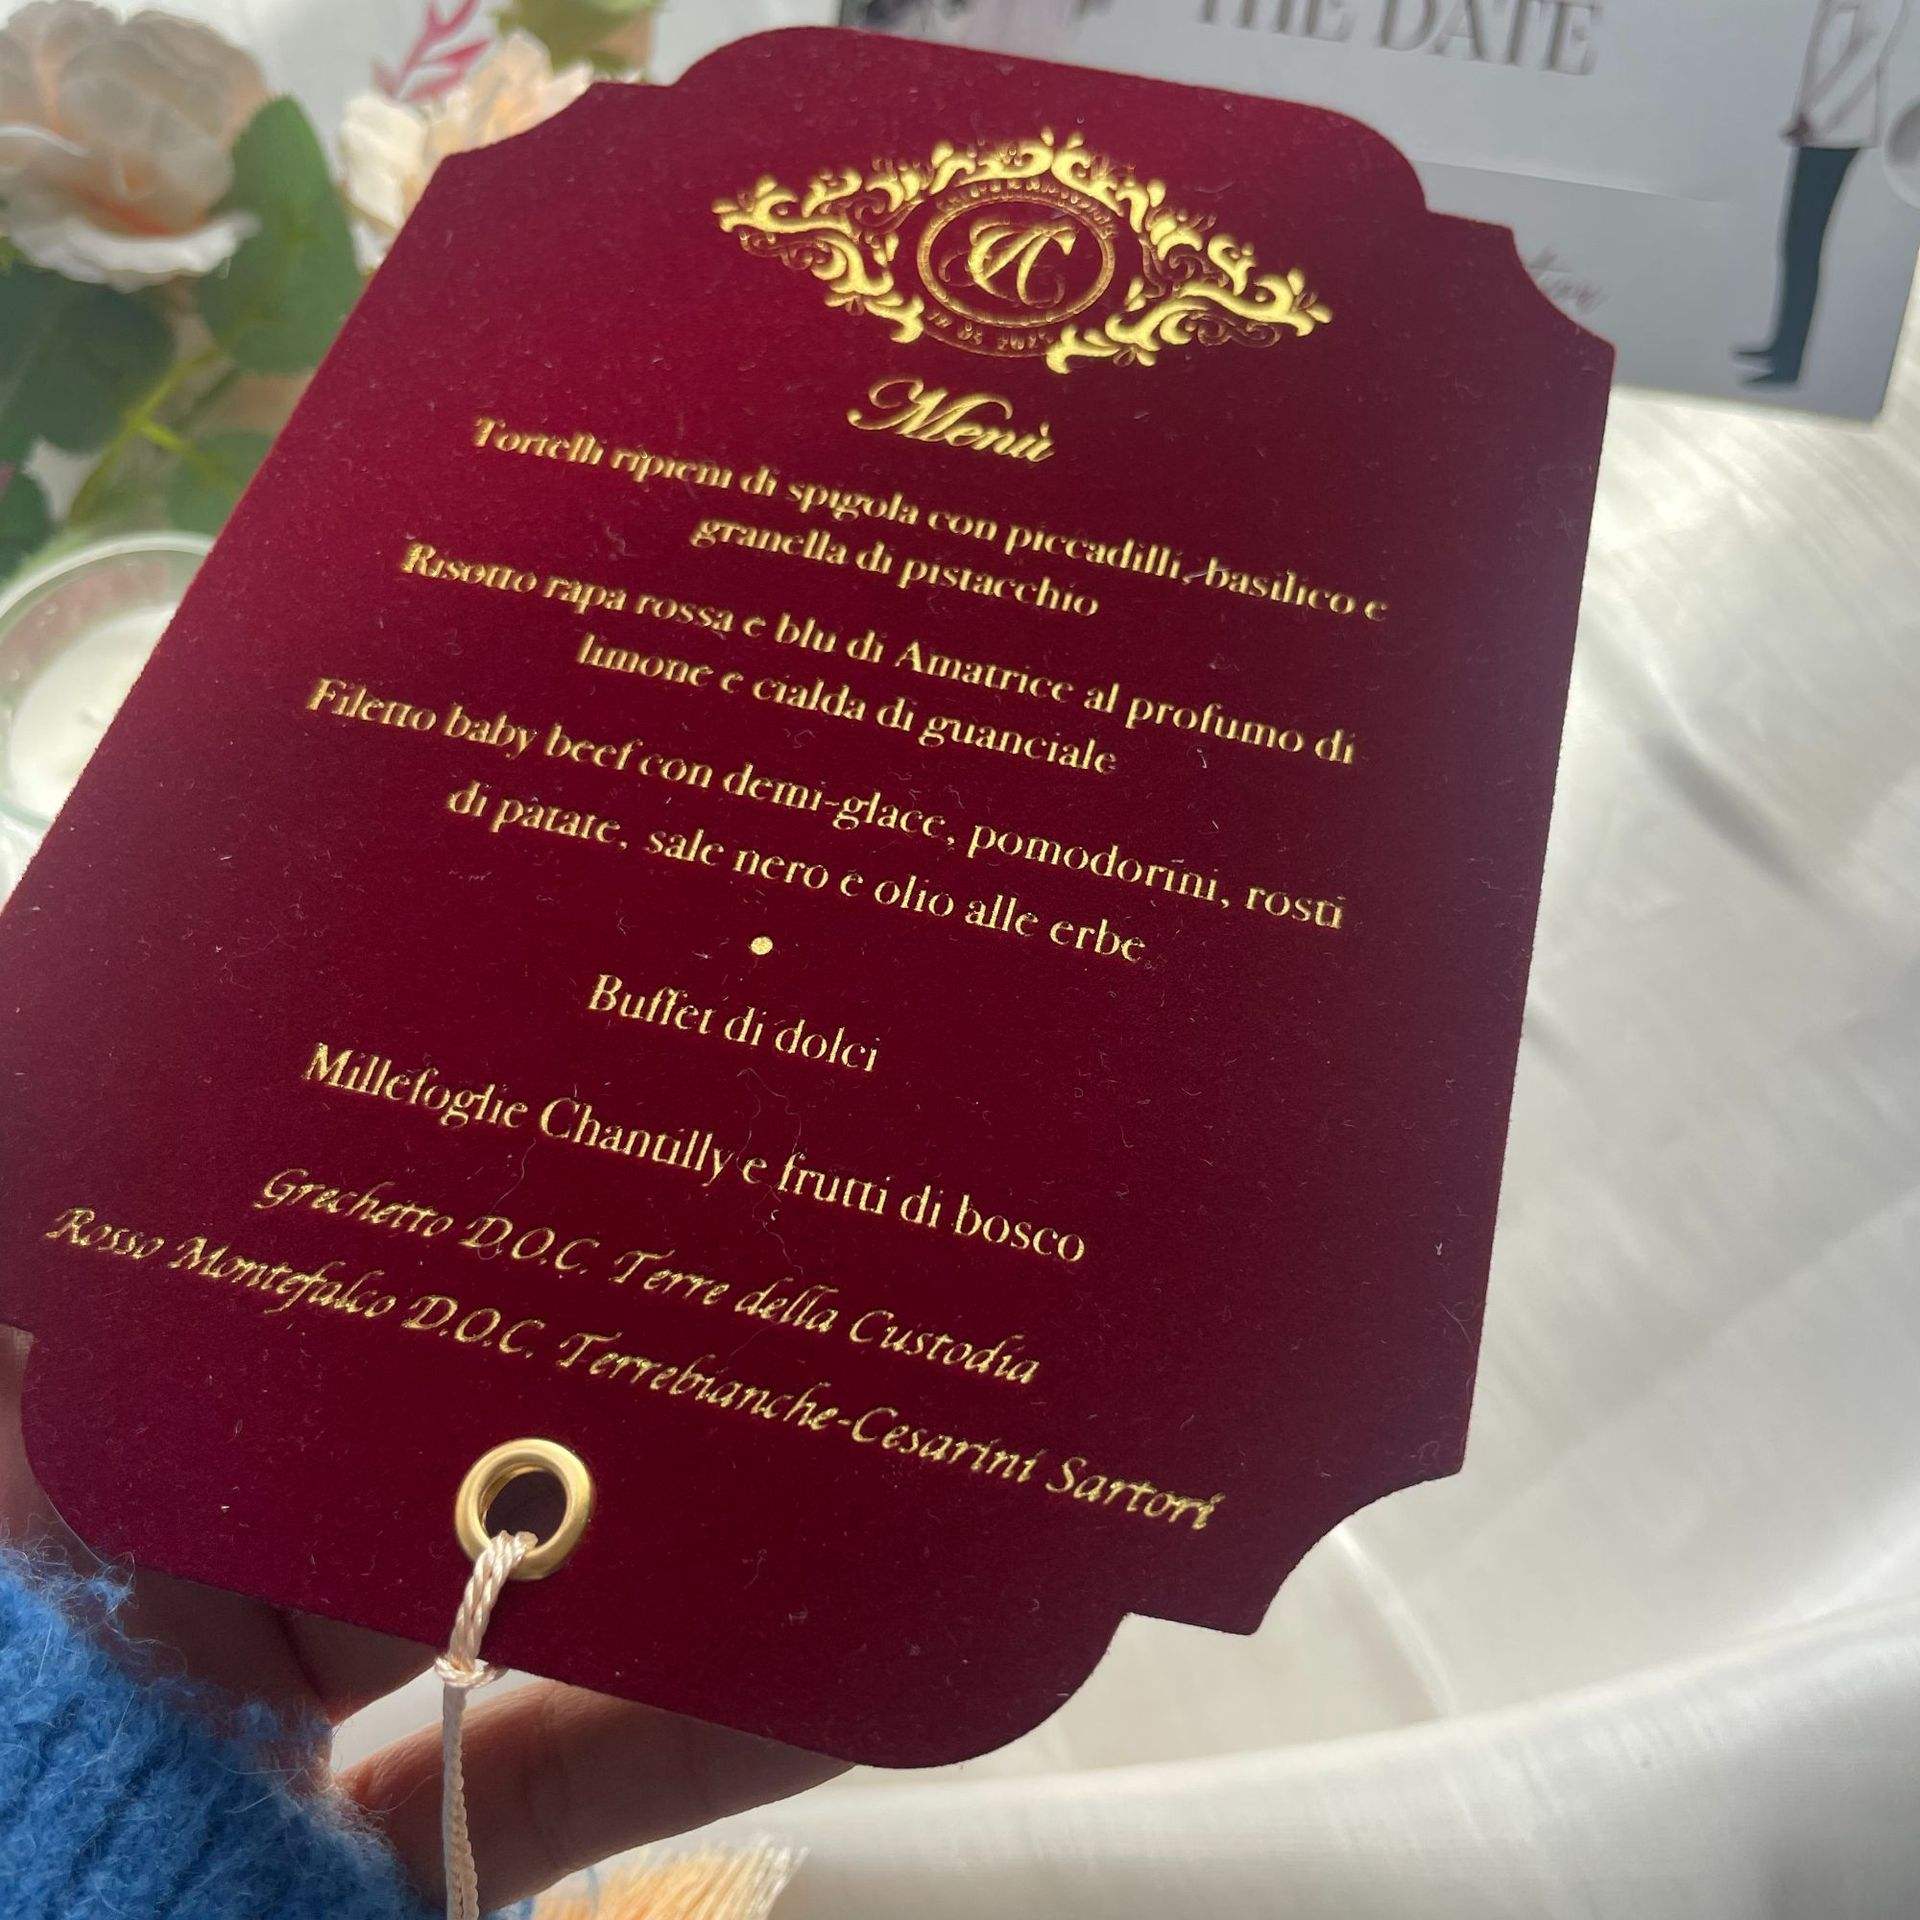 THE DATE
CA
Menù
Tortelli ripieni di spigola con piccadilli, basilico e
granella di pistacchio
Risotto rapa rossa e blu di Amatrice al profumo di
limone e cialda di guanciale
Filetto baby beef con demi-glace, pomodorini, rosti
di patate, sale nero e olio alle erbe
Buffet di dolci
Millefoglie Chantilly e frutti di bosco
Grechetto D.O.C. Terre della Custodia
Rosso Montefalco D.O.C. Terrebianche-Cesarini Sartori